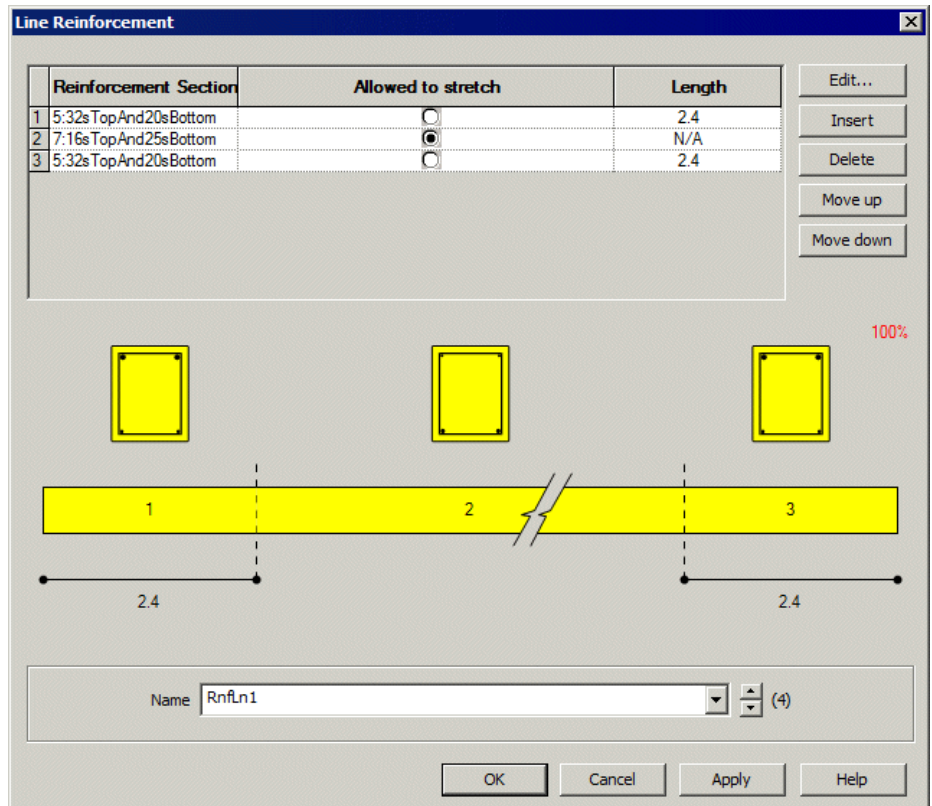 Line Reinforcement
Reinforcement Section Allowed to stretch Length
1 5:32sTopAnd20sBottom 2.4
2 7:16sTopAnd25sBottom N/A
3 5:32sTopAnd20sBottom 2.4
Edit...
Insert
Delete
Move up
Move down
100%
1 2 3
2.4 2.4
Name RnfLn1 (4)
OK Cancel Apply Help